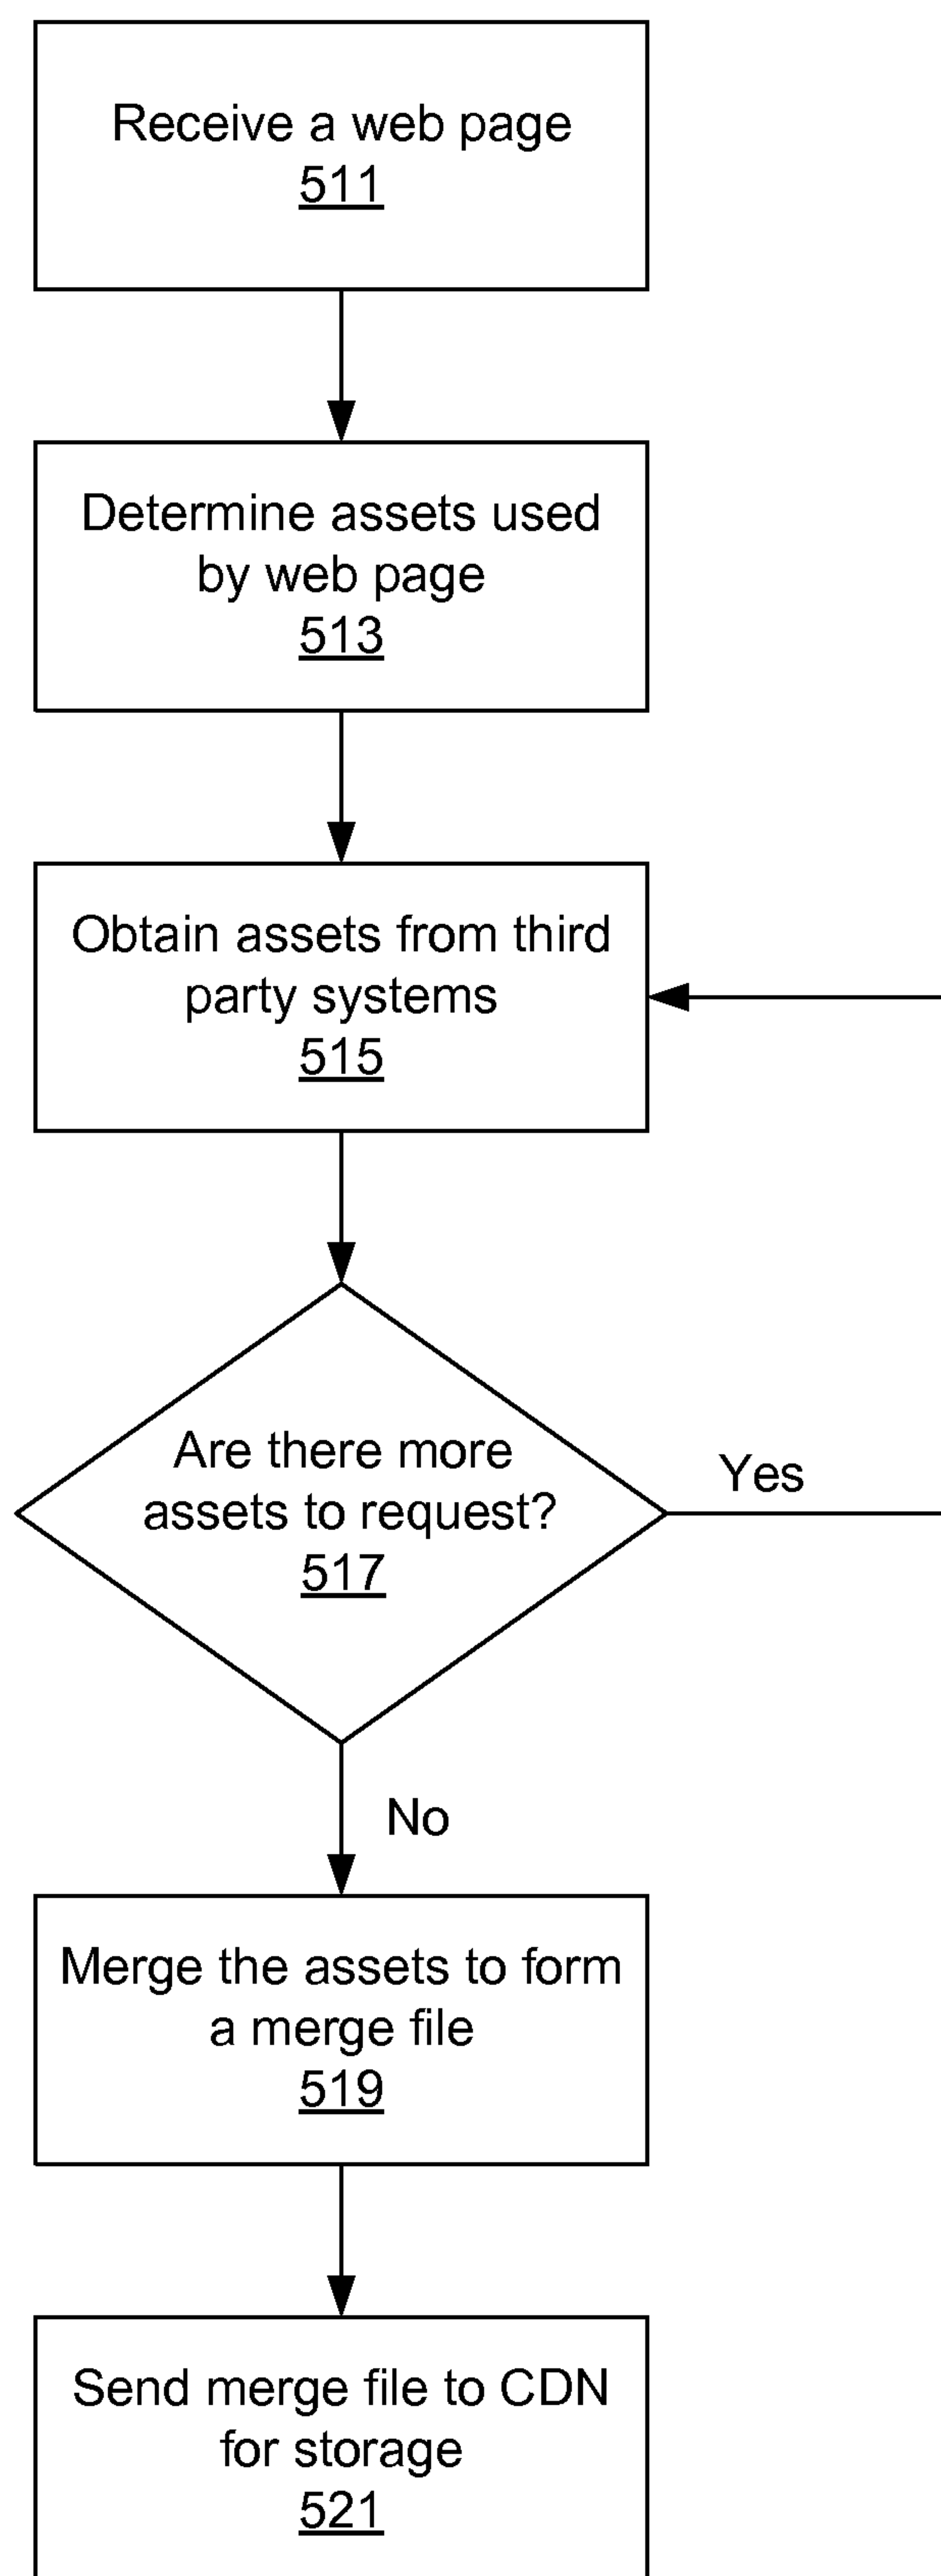 Receive a web page
511
Determine assets used
by web page
513
Obtain assets from third
party systems
515
Are there more
assets to request?
517
Yes
No
Merge the assets to form
a merge file
519
Send merge file to CDN
for storage
521